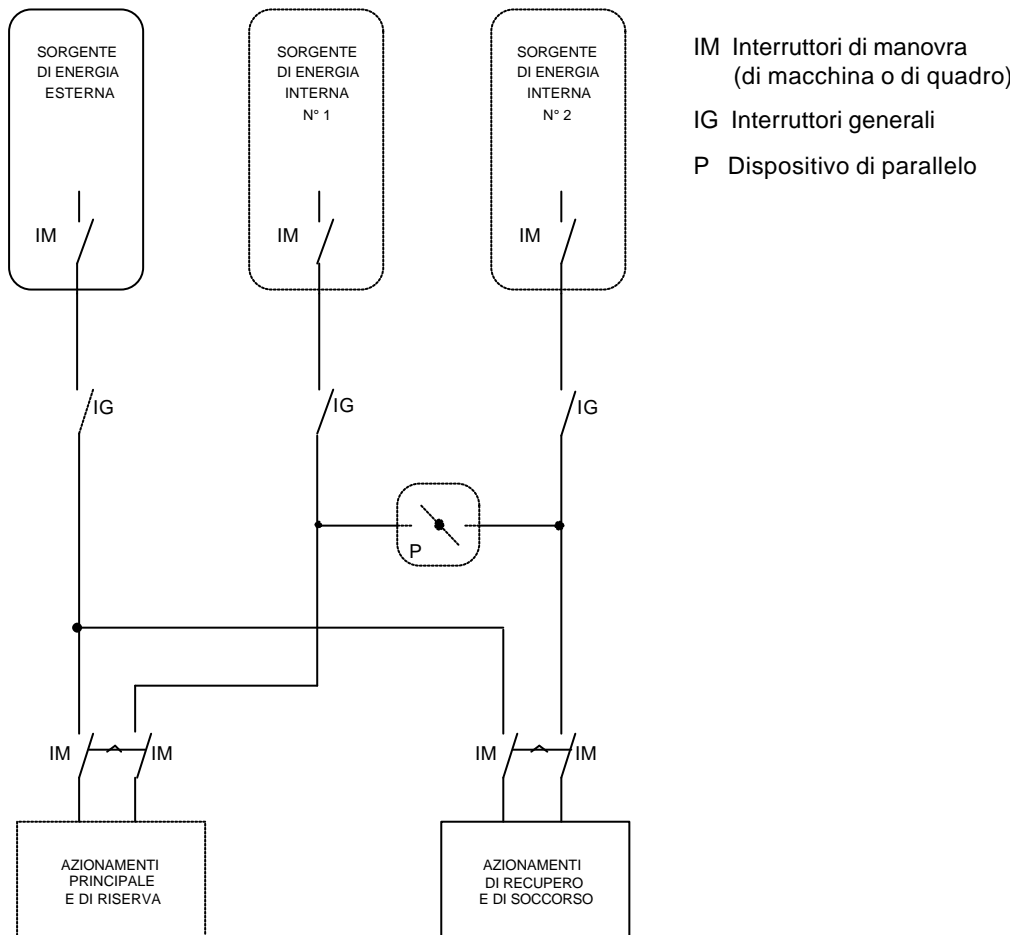 SORGENTE
DI ENERGIA
ESTERNA
SORGENTE
DI ENERGIA
INTERNA
N° 1
SORGENTE
DI ENERGIA
INTERNA
N° 2
IM Interruttori di manovra
(di macchina o di quadro)
IG Interruttori generali
P Dispositivo di parallelo
IM
IM
IM
IG
IG
IG
P
IM
IM
IM
IM
AZIONAMENTI
PRINCIPALE
E DI RISERVA
AZIONAMENTI
DI RECUPERO
E DI SOCCORSO